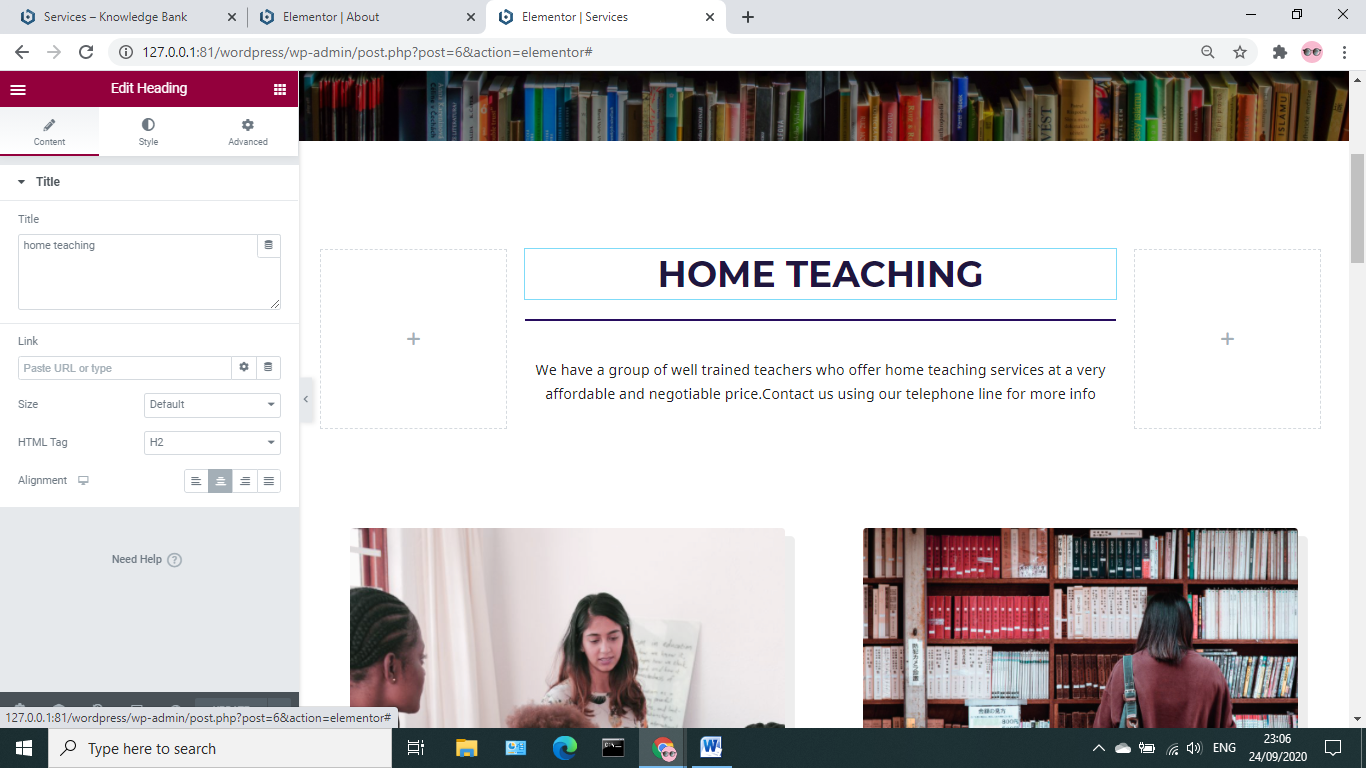 Services – Knowledge Bank
Elementor | About
Elementor | Services
127.0.0.1:81/wordpress/wp-admin/post.php?post=6&action=elementor#
Edit Heading
Content
Style
Advanced
Title
Title
home teaching
Link
Paste URL or type
Size
Default
HTML Tag
H2
Alignment
Need Help
HOME TEACHING
We have a group of well trained teachers who offer home teaching services at a very
affordable and negotiable price.Contact us using our telephone line for more info
127.0.0.1:81/wordpress/wp-admin/post.php?post=6&action=elementor#
Type here to search
ENG
23:06
24/09/2020